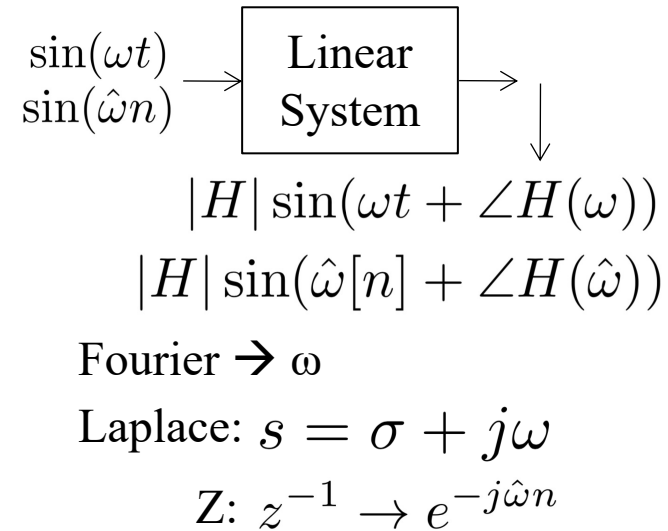 sin(ωt)
sin(ω̂n)
Linear
System
|H| sin(ωt + ∠H(ω))
|H| sin(ω̂[n] + ∠H(ω̂))
Fourier → ω
Laplace: s = σ + jω
Z: z⁻¹ → e^{-jω̂n}